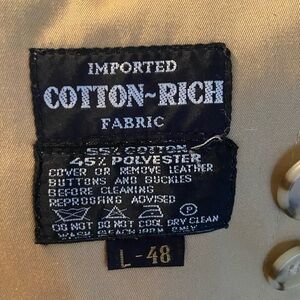 IMPORTED
COTTON~RICH
FABRIC
55% COTTON
45% POLYESTER
COVER OR REMOVE LEATHER
BUTTONS AND BUCKLES
BEFORE CLEANING
REPROOFING ADVISED
P
DO NOT DO NOT COOL DRY CLEAN
WASH BLEACH IRON ONLY
L-48